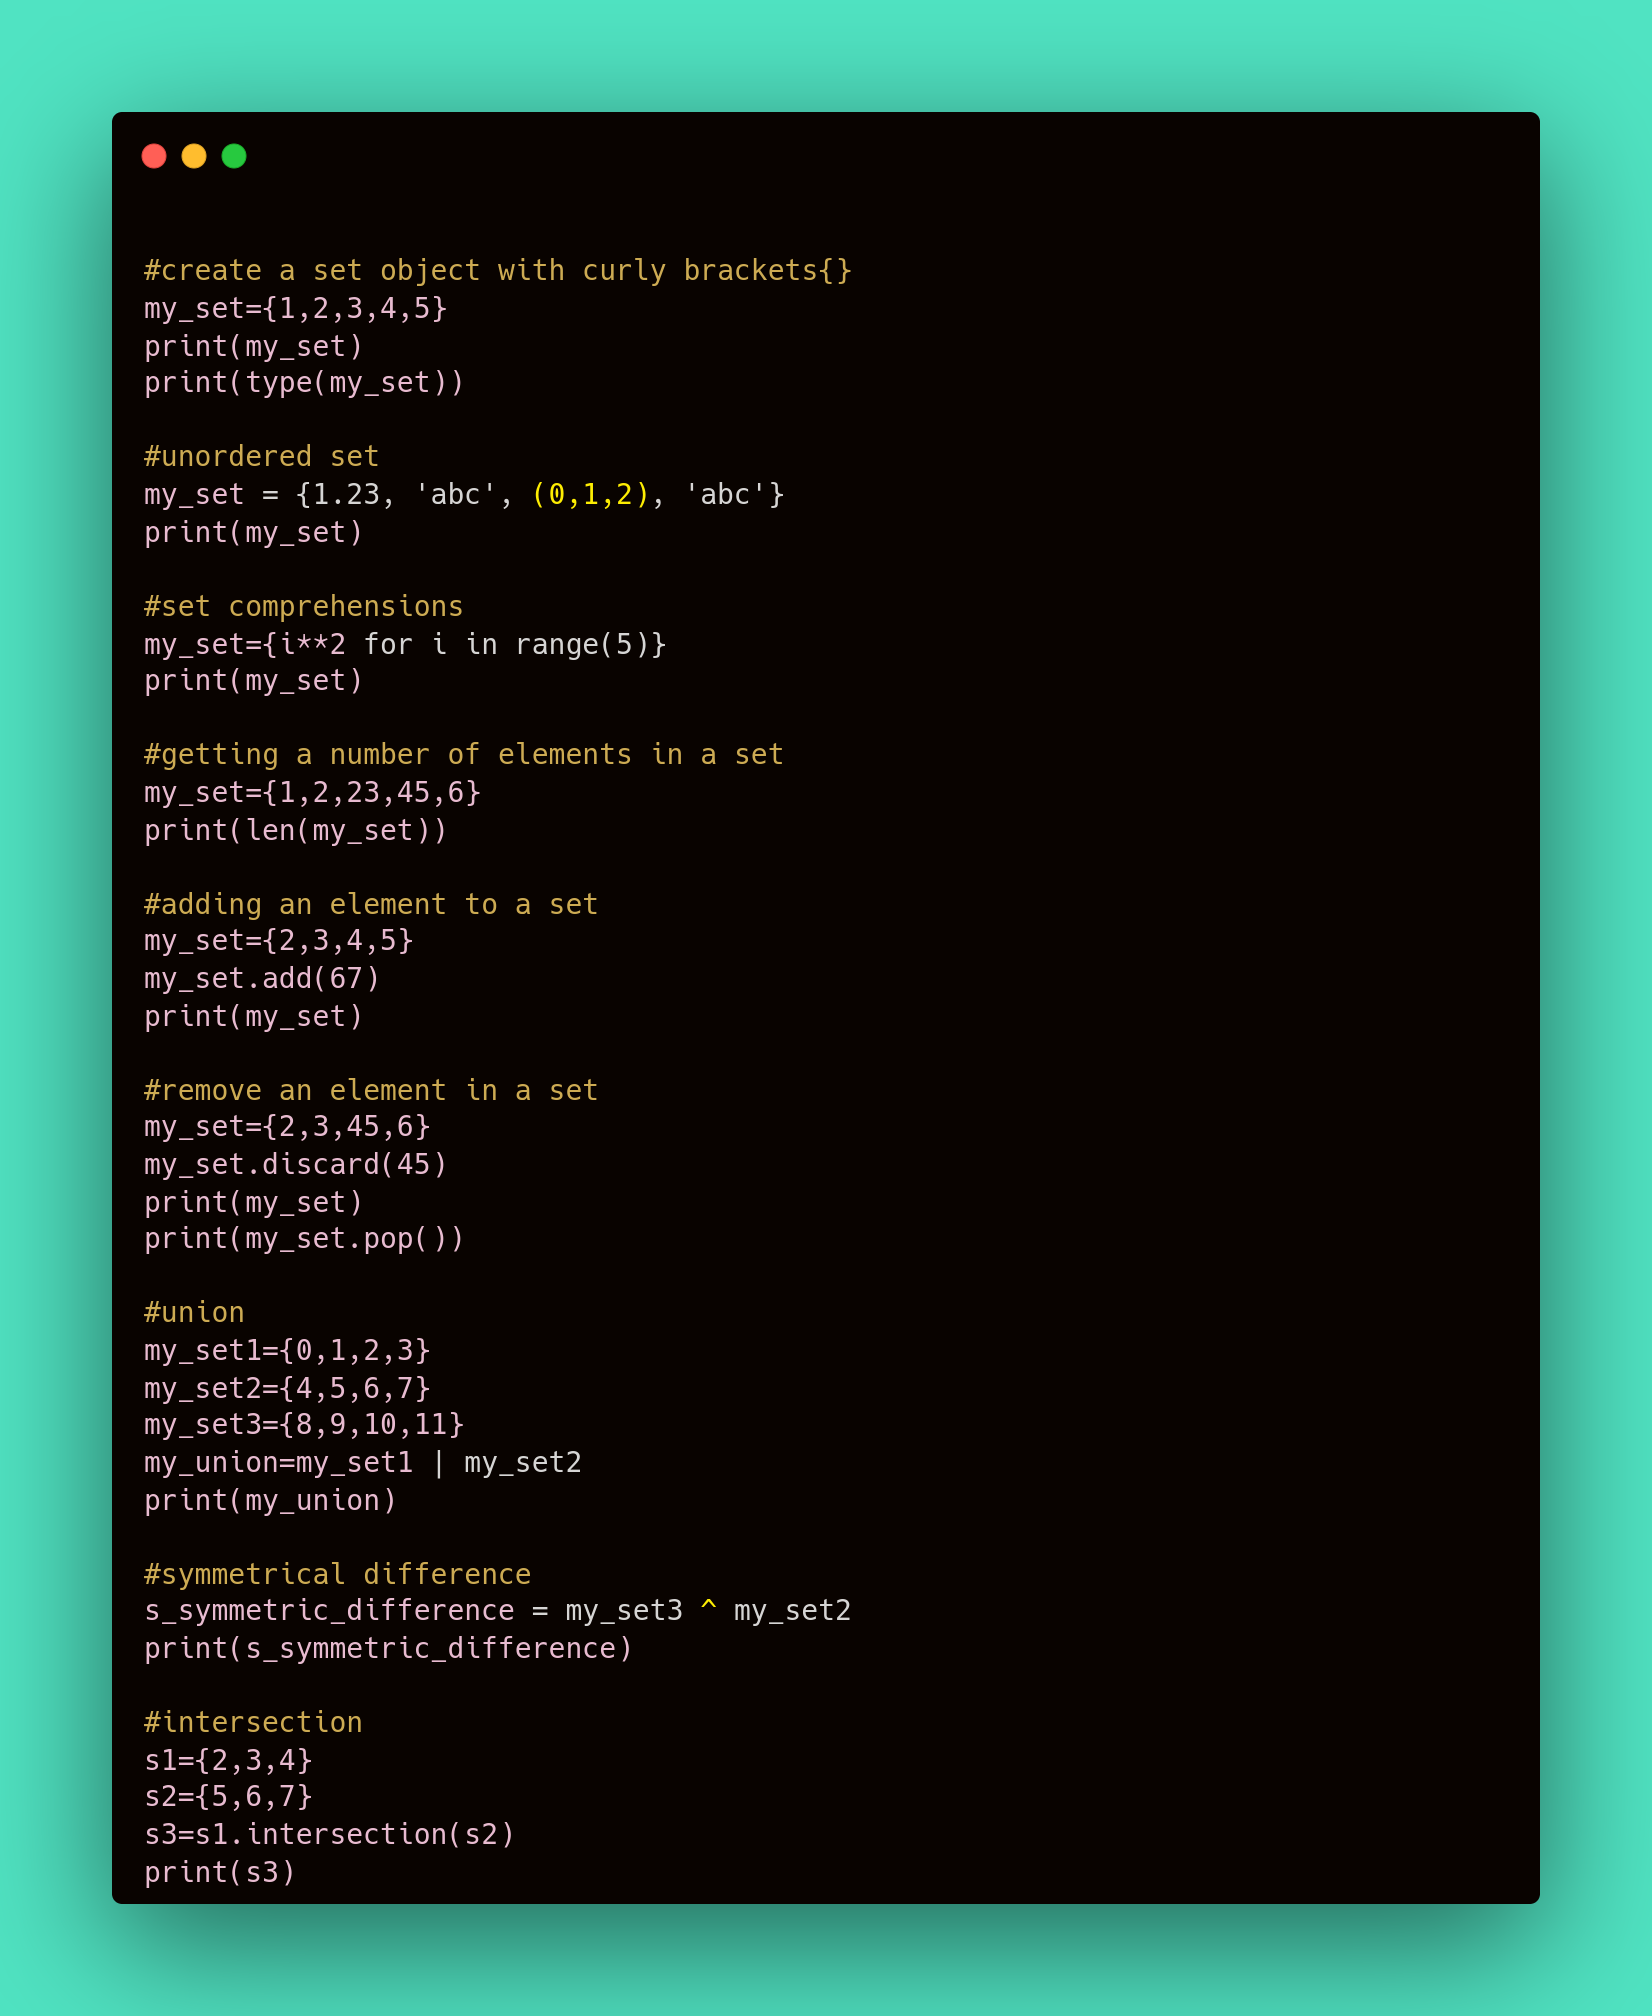 #create a set object with curly brackets{}
my_set={1,2,3,4,5}
print(my_set)
print(type(my_set))

#unordered set
my_set = {1.23, 'abc', (0,1,2), 'abc'}
print(my_set)

#set comprehensions
my_set={i**2 for i in range(5)}
print(my_set)

#getting a number of elements in a set
my_set={1,2,23,45,6}
print(len(my_set))

#adding an element to a set
my_set={2,3,4,5}
my_set.add(67)
print(my_set)

#remove an element in a set
my_set={2,3,45,6}
my_set.discard(45)
print(my_set)
print(my_set.pop())

#union
my_set1={0,1,2,3}
my_set2={4,5,6,7}
my_set3={8,9,10,11}
my_union=my_set1 | my_set2
print(my_union)

#symmetrical difference
s_symmetric_difference = my_set3 ^ my_set2
print(s_symmetric_difference)

#intersection
s1={2,3,4}
s2={5,6,7}
s3=s1.intersection(s2)
print(s3)